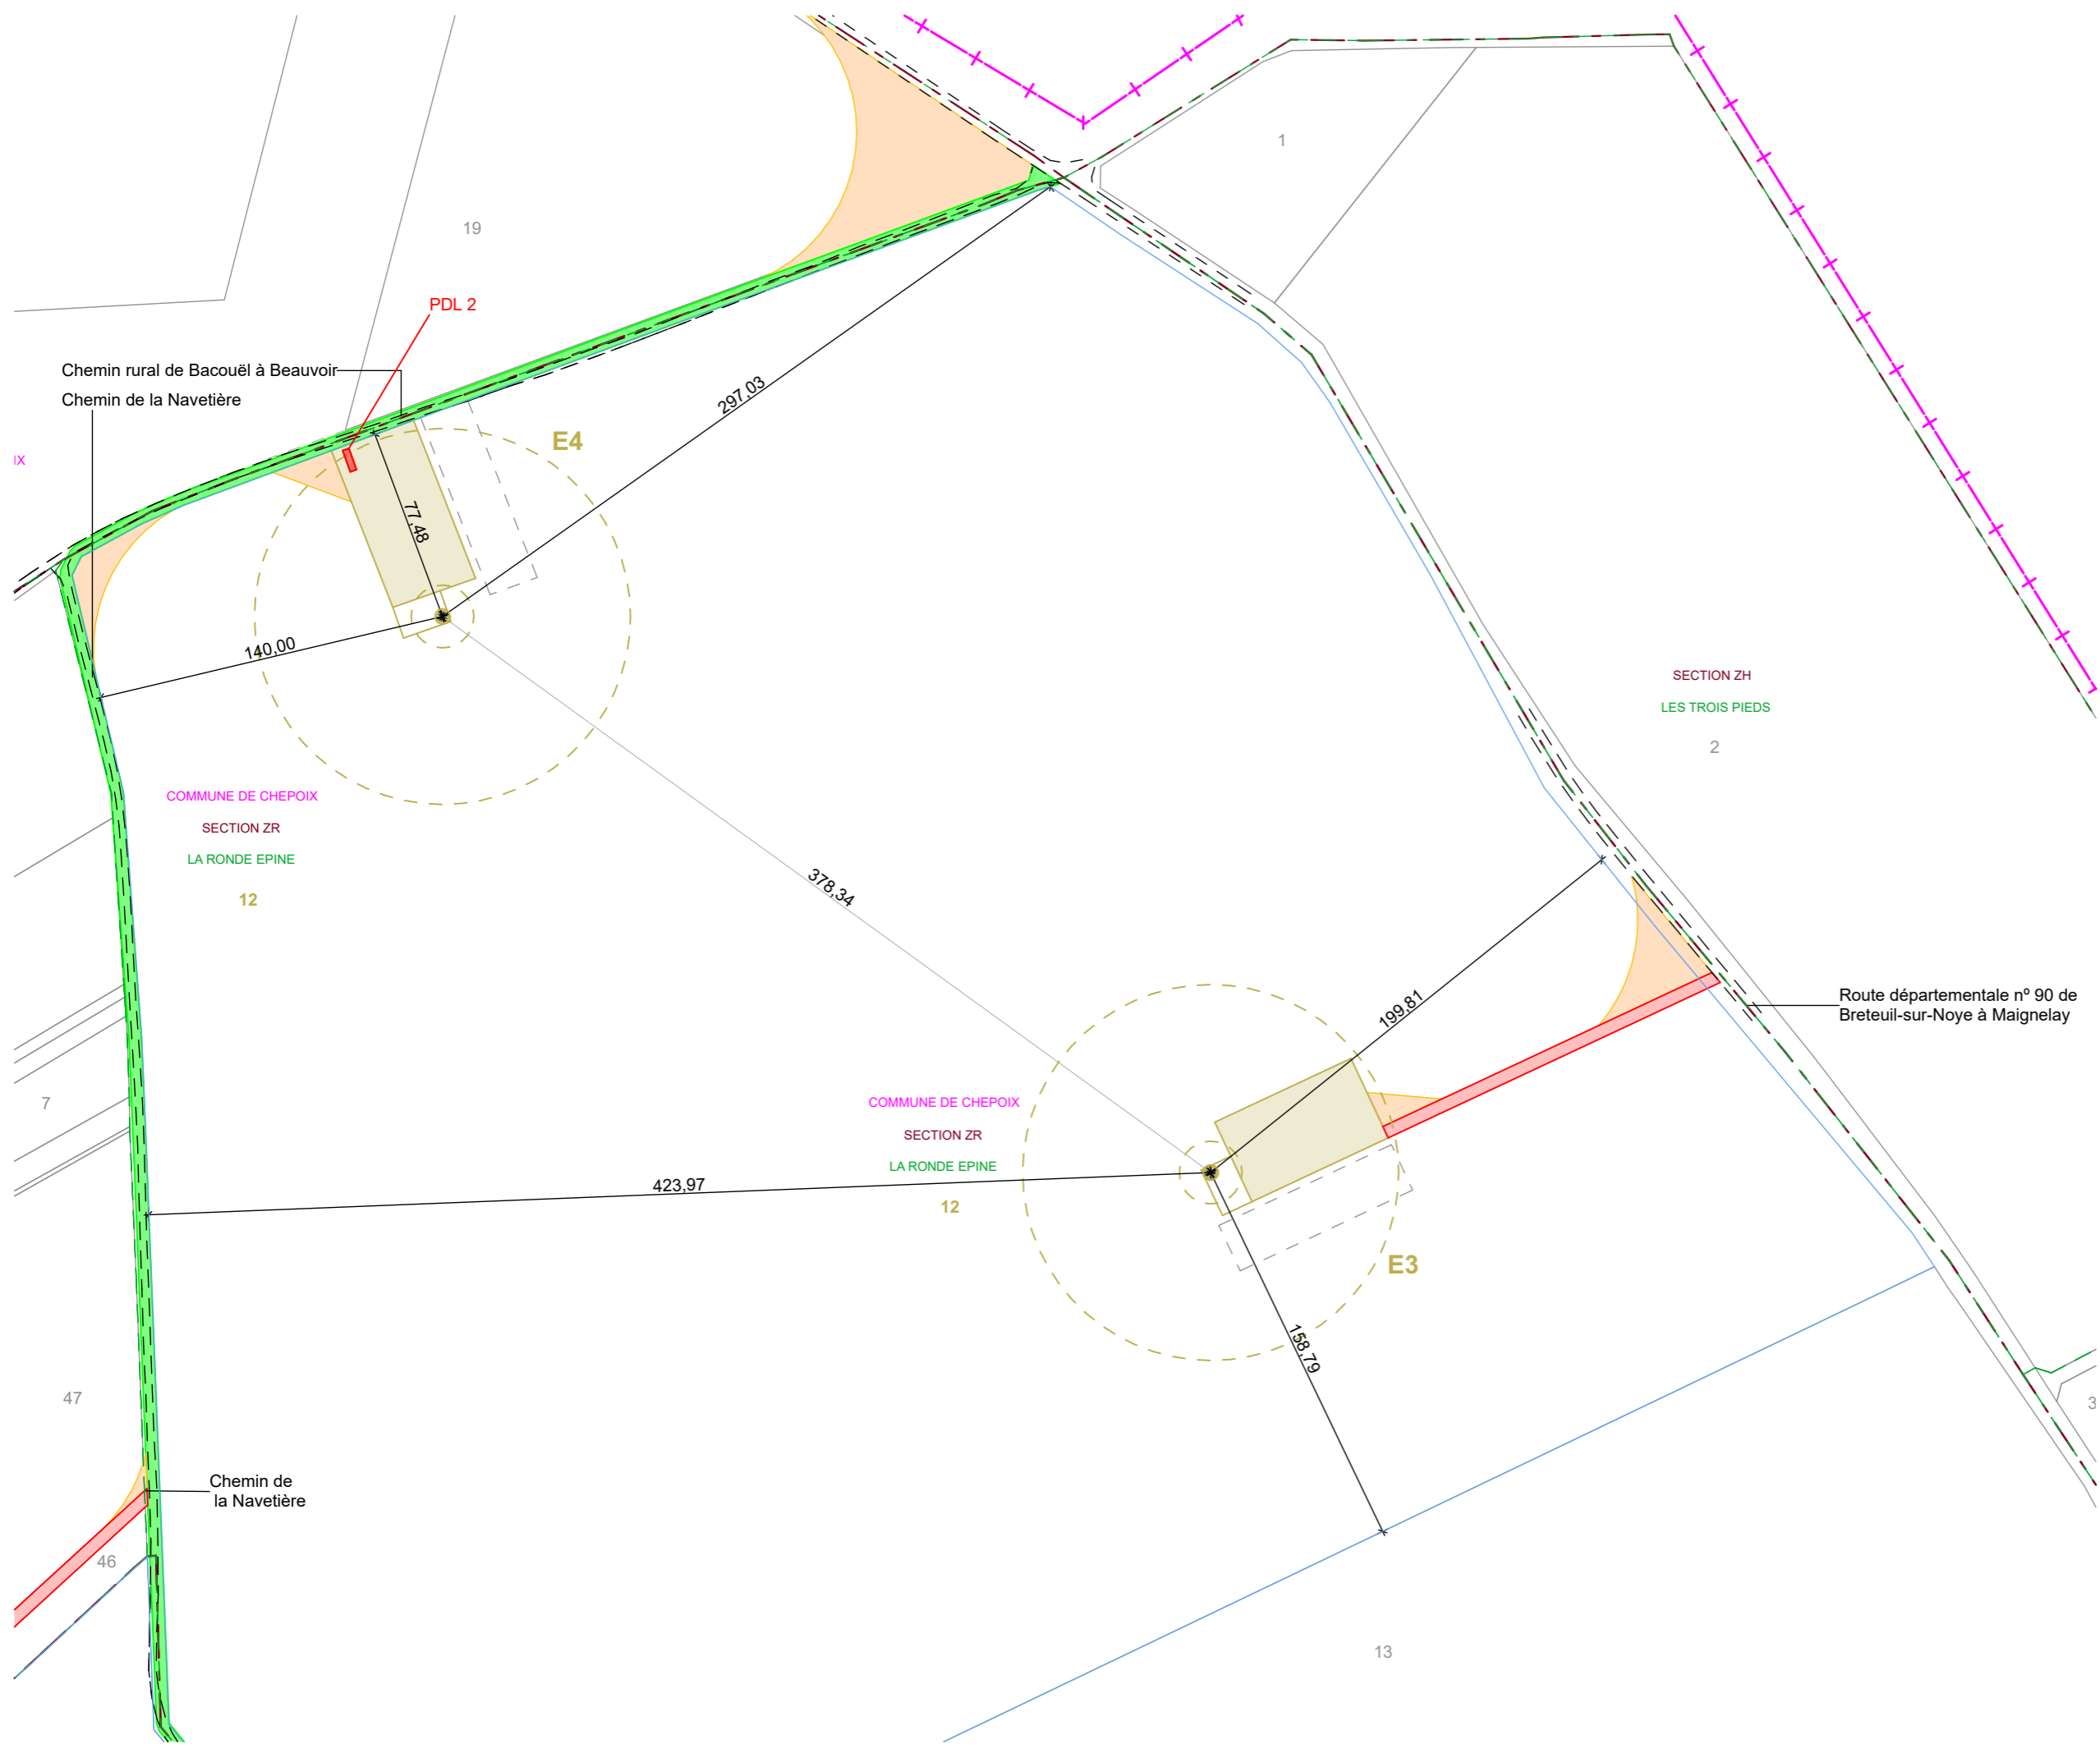 1
19
PDL 2
Chemin rural de Bacouël à Beauvoir
Chemin de la Navetière
297,03
E4
IX
77,48
140,00
SECTION ZH
LES TROIS PIEDS
2
COMMUNE DE CHEPOIX
SECTION ZR
LA RONDE EPINE
12
378,34
199,81
Route départementale nº 90 de
Breteuil-sur-Noye à Maignelay
7
COMMUNE DE CHEPOIX
SECTION ZR
LA RONDE EPINE
12
423,97
E3
158,79
47
3
Chemin de
la Navetière
46
13